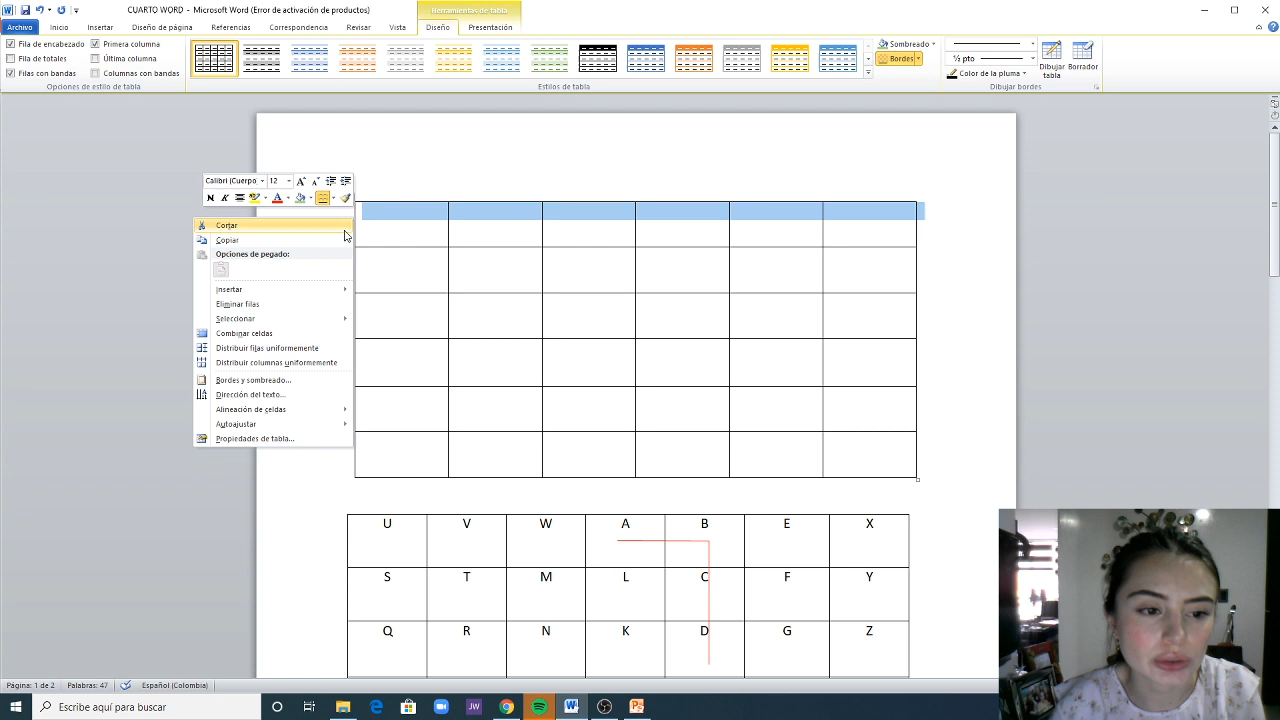 CUARTO WORD - Microsoft Word (Error de activación de productos)
Herramientas de tabla
Archivo Inicio Insertar Diseño de página Referencias Correspondencia Revisar Vista Diseño Presentación
Fila de encabezado Primera columna
Fila de totales Última columna
Filas con bandas Columnas con bandas
Opciones de estilo de tabla
Estilos de tabla
Sombreado
Bordes
½ pto
Color de la pluma
Dibujar tabla
Borrador
Dibujar bordes
Calibri (Cuerpo 12 A A
N K A
Cortar
Copiar
Opciones de pegado:
Insertar
Eliminar filas
Seleccionar
Combinar celdas
Distribuir filas uniformemente
Distribuir columnas uniformemente
Bordes y sombreado...
Dirección del texto...
Alineación de celdas
Autoajustar
Propiedades de tabla...
U V W A B E X
S T M L C F Y
Q R N K D G Z
Página: 1 de 2 Palabras: 47 Español (Colombia)
Escribe aquí para buscar
JW